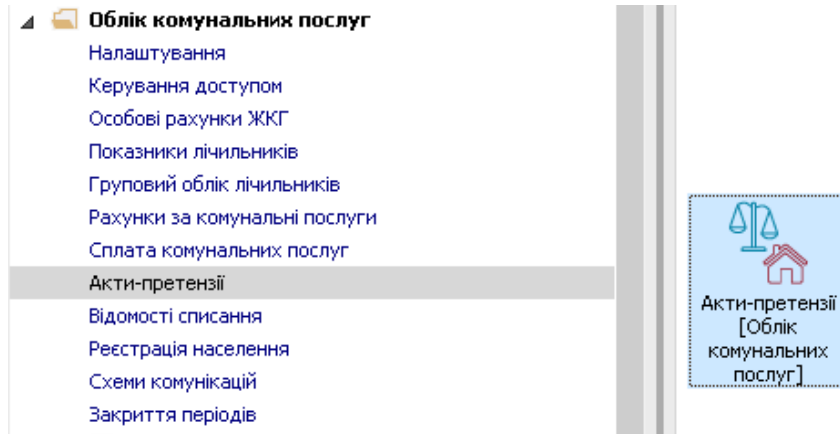 Облік комунальних послуг
Налаштування
Керування доступом
Особові рахунки ЖКГ
Показники лічильників
Груповий облік лічильників
Рахунки за комунальні послуги
Сплата комунальних послуг
Акти-претензії
Відомості списання
Реєстрація населення
Схеми комунікацій
Закриття періодів
Акти-претензії
[Облік
комунальних
послуг]